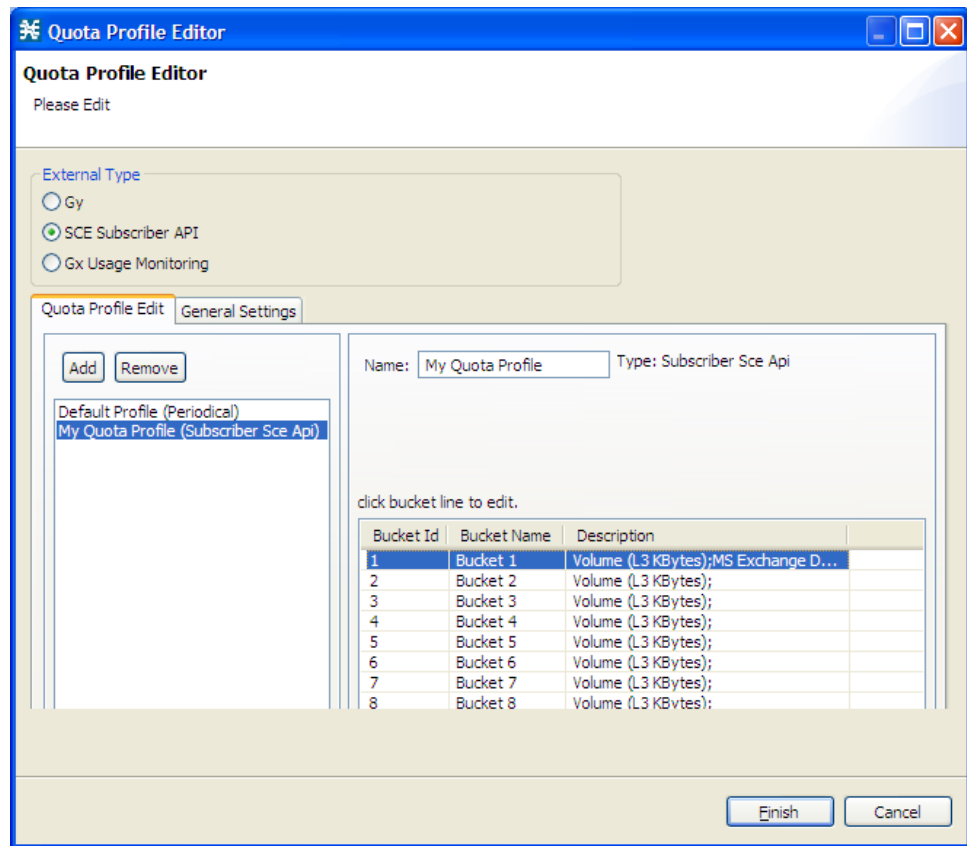 Quota Profile Editor
Quota Profile Editor
Please Edit
External Type
Gy
SCE Subscriber API
Gx Usage Monitoring
Quota Profile Edit General Settings
Add Remove
Default Profile (Periodical)
My Quota Profile (Subscriber Sce Api)
Name: My Quota Profile Type: Subscriber Sce Api
click bucket line to edit.
Bucket Id Bucket Name Description
1 Bucket 1 Volume (L3 KBytes);MS Exchange D...
2 Bucket 2 Volume (L3 KBytes);
3 Bucket 3 Volume (L3 KBytes);
4 Bucket 4 Volume (L3 KBytes);
5 Bucket 5 Volume (L3 KBytes);
6 Bucket 6 Volume (L3 KBytes);
7 Bucket 7 Volume (L3 KBytes);
8 Bucket 8 Volume (L3 KBytes);
Finish Cancel